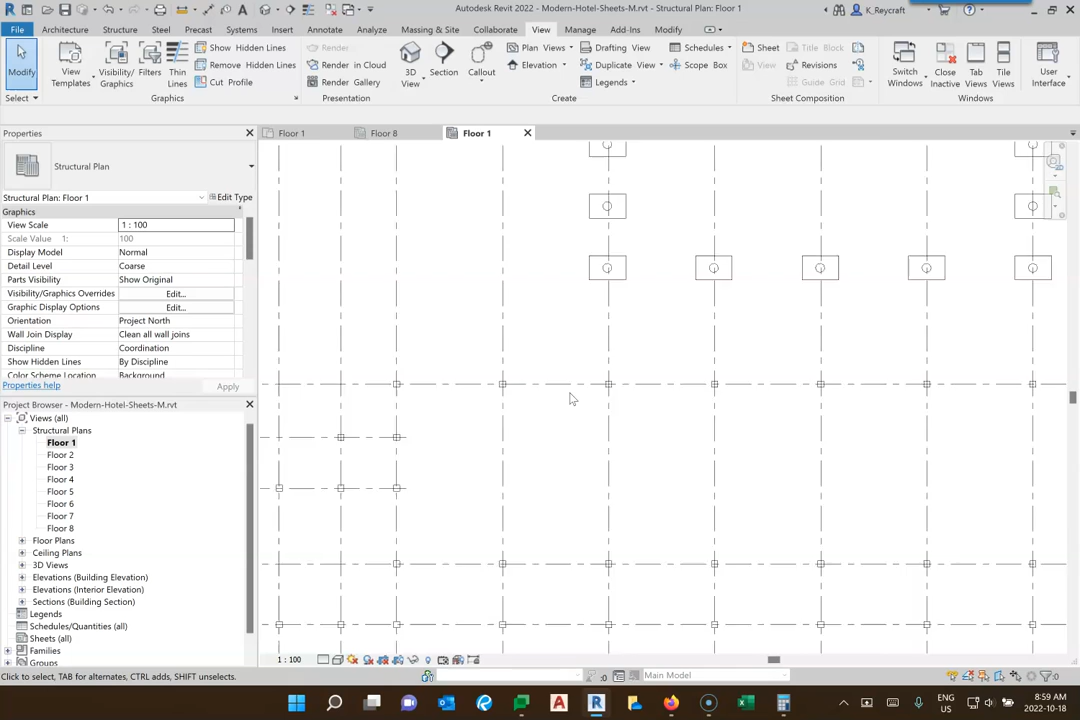 Autodesk Revit 2022 - Modern-Hotel-Sheets-M.rvt - Structural Plan: Floor 1
K_Reycraft
File Architecture Structure Steel Precast Systems Insert Annotate Analyze Massing & Site Collaborate View Manage Add-Ins Modify
Modify
Select
View Templates
Visibility/ Graphics
Filters
Thin Lines
Show Hidden Lines
Remove Hidden Lines
Cut Profile
Graphics
Render
Render in Cloud
Render Gallery
Presentation
3D View
Section
Callout
Plan Views
Elevation
Drafting View
Duplicate View
Legends
Schedules
Scope Box
Create
Sheet
View
Title Block
Revisions
Guide Grid
Sheet Composition
Switch Windows
Close Inactive
Tab Views
Tile Views
Windows
User Interface
Properties
Floor 1
Floor 8
Floor 1
Structural Plan
Structural Plan: Floor 1
Edit Type
Graphics
View Scale 1 : 100
Scale Value 1: 100
Display Model Normal
Detail Level Coarse
Parts Visibility Show Original
Visibility/Graphics Overrides Edit...
Graphic Display Options Edit...
Orientation Project North
Wall Join Display Clean all wall joins
Discipline Coordination
Show Hidden Lines By Discipline
Color Scheme Location Background
Properties help
Apply
Project Browser - Modern-Hotel-Sheets-M.rvt
Views (all)
Structural Plans
Floor 1
Floor 2
Floor 3
Floor 4
Floor 5
Floor 6
Floor 7
Floor 8
Floor Plans
Ceiling Plans
3D Views
Elevations (Building Elevation)
Elevations (Interior Elevation)
Sections (Building Section)
Legends
Schedules/Quantities (all)
Sheets (all)
Families
Groups
1 : 100
Click to select, TAB for alternates, CTRL adds, SHIFT unselects.
:0
Main Model
:0
ENG
US
8:59 AM
2022-10-18